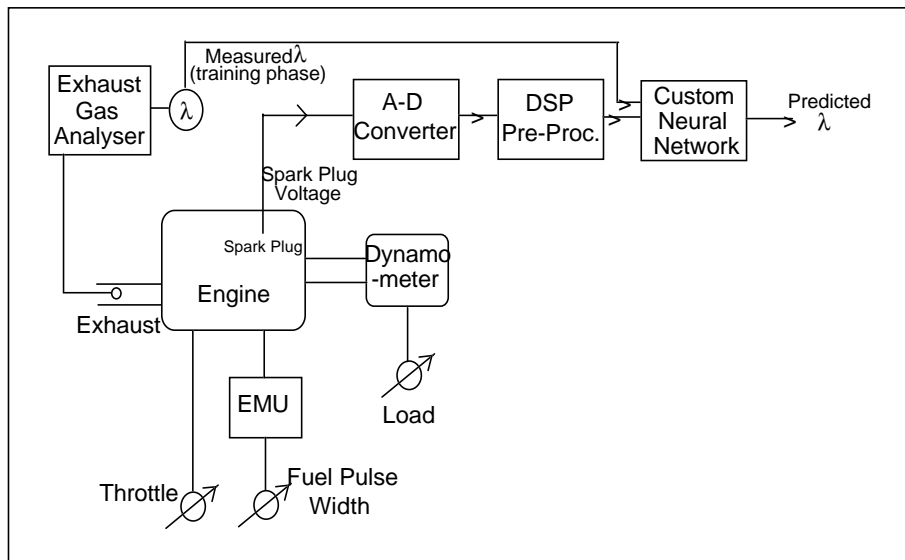 Measured λ
(training phase)
Exhaust
Gas
Analyser
λ
A-D
Converter
DSP
Pre-Proc.
Custom
Neural
Network
Predicted
λ
Spark Plug
Voltage
Spark Plug
Engine
Dynamo
-meter
Exhaust
EMU
Load
Throttle
Fuel Pulse
Width